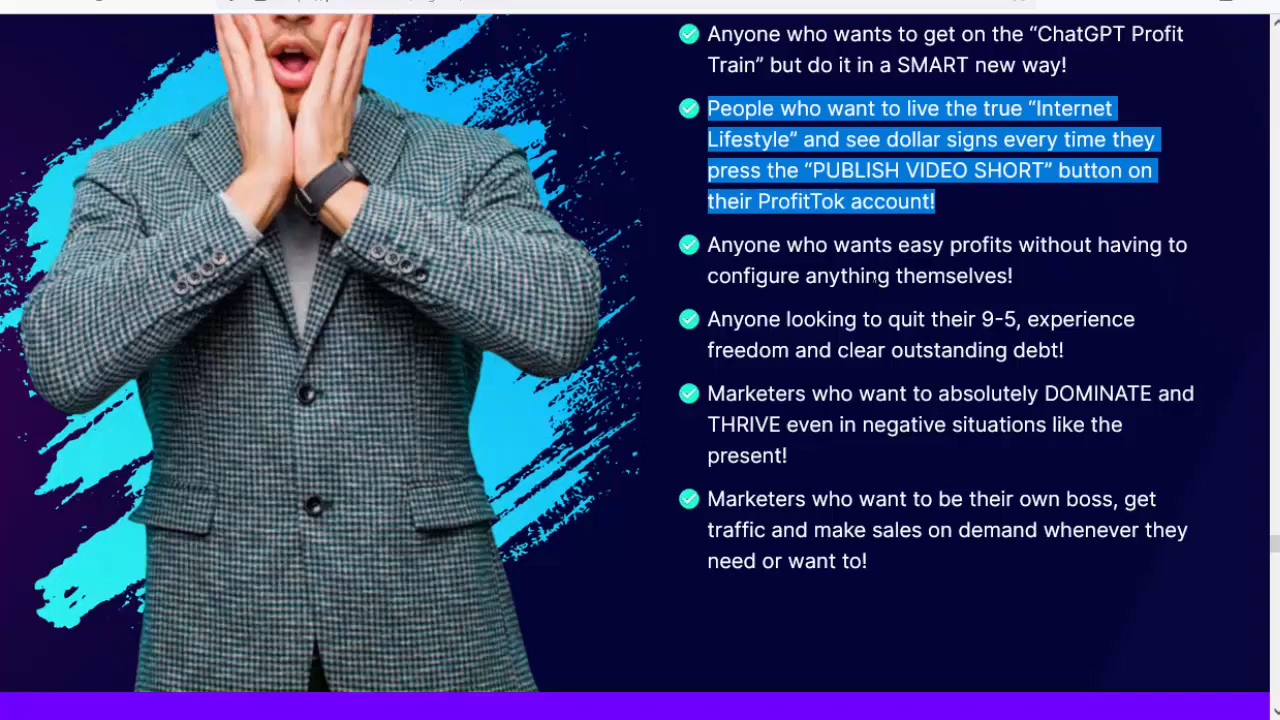 Anyone who wants to get on the “ChatGPT Profit
Train” but do it in a SMART new way!
People who want to live the true “Internet
Lifestyle” and see dollar signs every time they
press the “PUBLISH VIDEO SHORT” button on
their ProfitTok account!
Anyone who wants easy profits without having to
configure anything themselves!
Anyone looking to quit their 9-5, experience
freedom and clear outstanding debt!
Marketers who want to absolutely DOMINATE and
THRIVE even in negative situations like the
present!
Marketers who want to be their own boss, get
traffic and make sales on demand whenever they
need or want to!